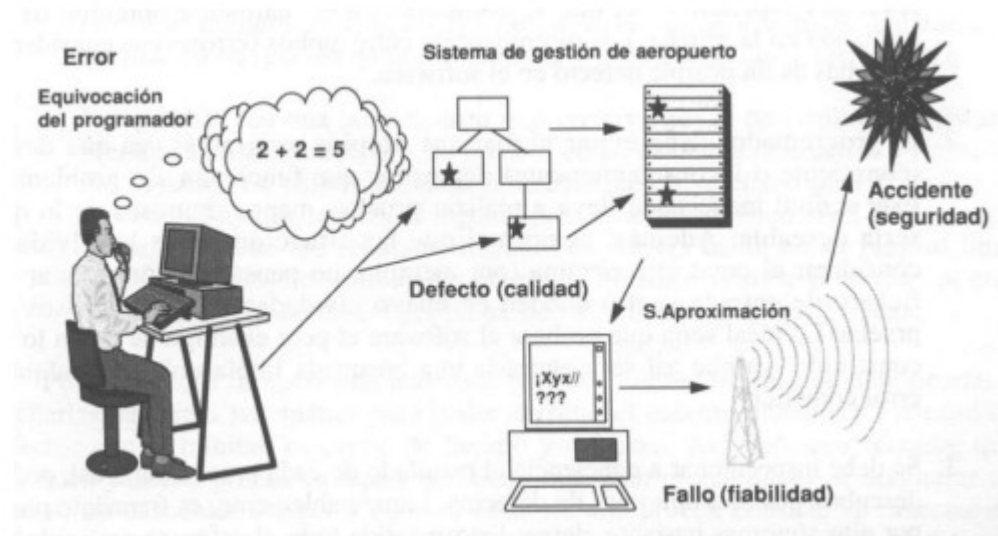 Error
Equivocación
del programador
2 + 2 = 5
Sistema de gestión de aeropuerto
Accidente
(seguridad)
Defecto (calidad)
S.Aproximación
¡Xyx//
???
Fallo (fiabilidad)